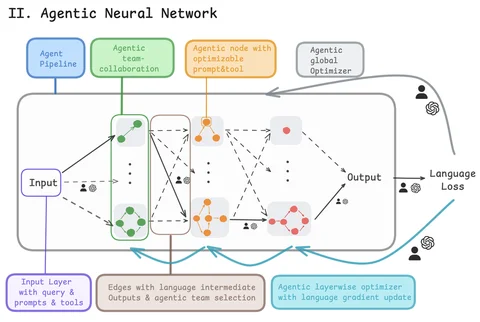 II. Agentic Neural Network
Agent
Pipeline
Agentic
team-
collaboration
Agentic node with
optimizable
prompt&tool
Agentic
global
Optimizer
Input
Output
Language
Loss
Input Layer
with query &
prompts & tools
Edges with language intermediate
Outputs & agentic team selection
Agentic layerwise optimizer
with language gradient update